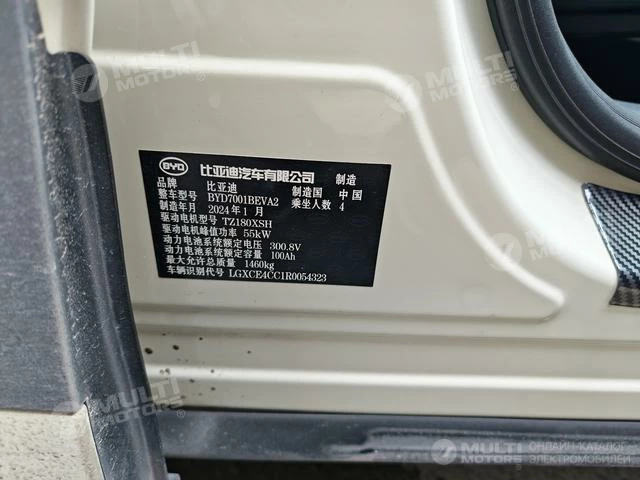 BYD 比亚迪汽车有限公司 制造
品牌 比亚迪 制造国 中国
整车型号 BYD7001BEVA2 乘坐人数 4
制造年月 2024年1月
驱动电机型号 TZ180XSH
驱动电机峰值功率 55kW
动力电池系统额定电压 300.8V
动力电池系统额定容量 100Ah
最大允许总质量 1460kg
车辆识别代号 LGXCE4CC1R0054323
MULTI MOTORS
MULTI MOTORS
MULTI MOTORS
MULTI MOTORS
MULTI MOTORS ОНЛАЙН-КАТАЛОГ ЭЛЕКТРОМОБИЛЕЙ